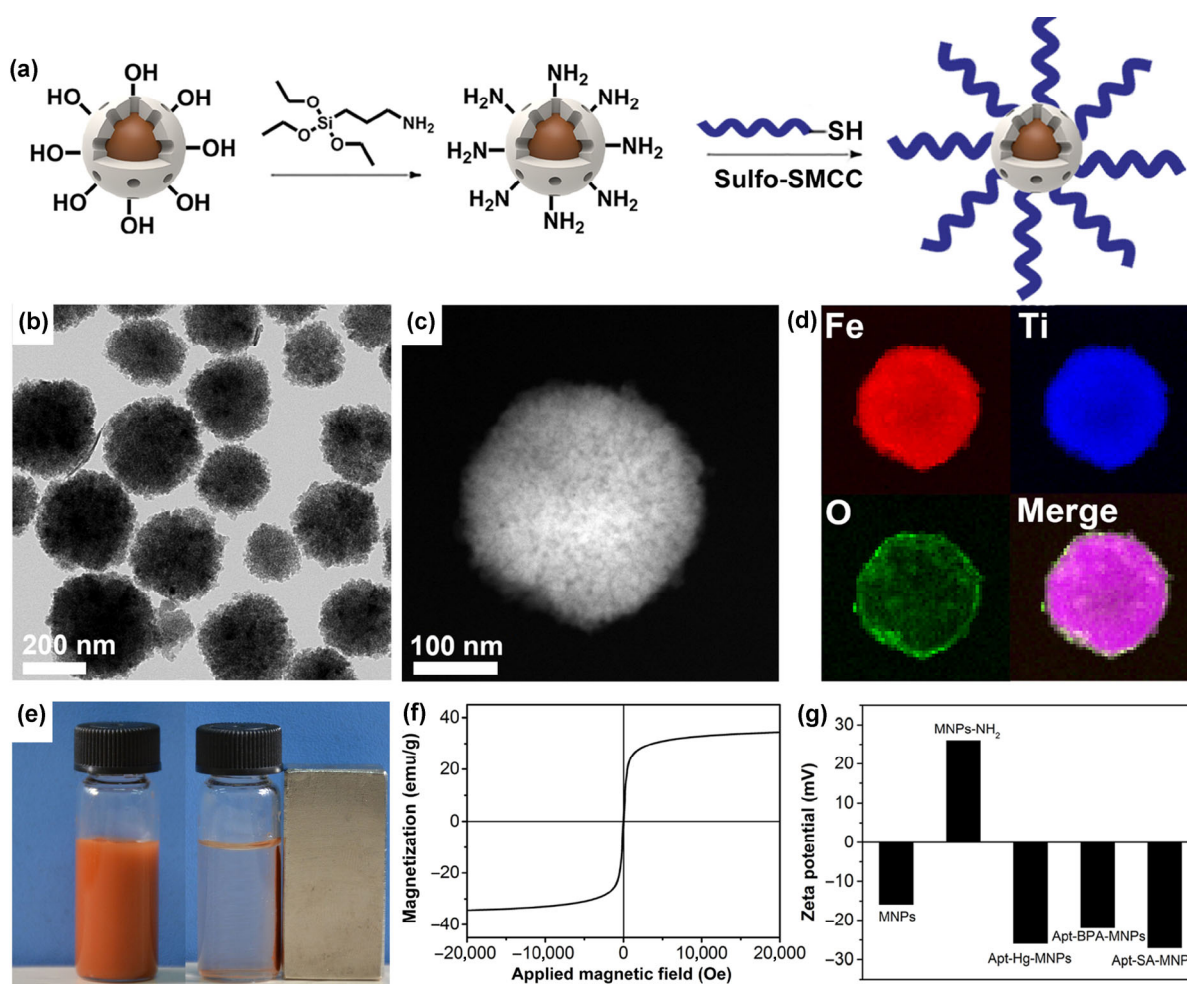 (a)
OH
HO
OH
HO
OH
HO
OH
OH
O
O
Si
NH2
O
NH2
H2N
NH2
H2N
NH2
H2N
NH2
NH2
SH
Sulfo-SMCC
(b)
200 nm
(c)
100 nm
(d)
Fe
Ti
O
Merge
(e)
(f)
Magnetization (emu/g)
40
20
0
−20
−40
−20,000
−10,000
0
10,000
20,000
Applied magnetic field (Oe)
(g)
Zeta potential (mV)
30
20
10
0
−10
−20
−30
MNPs
MNPs-NH2
Apt-Hg-MNPs
Apt-BPA-MNPs
Apt-SA-MNP